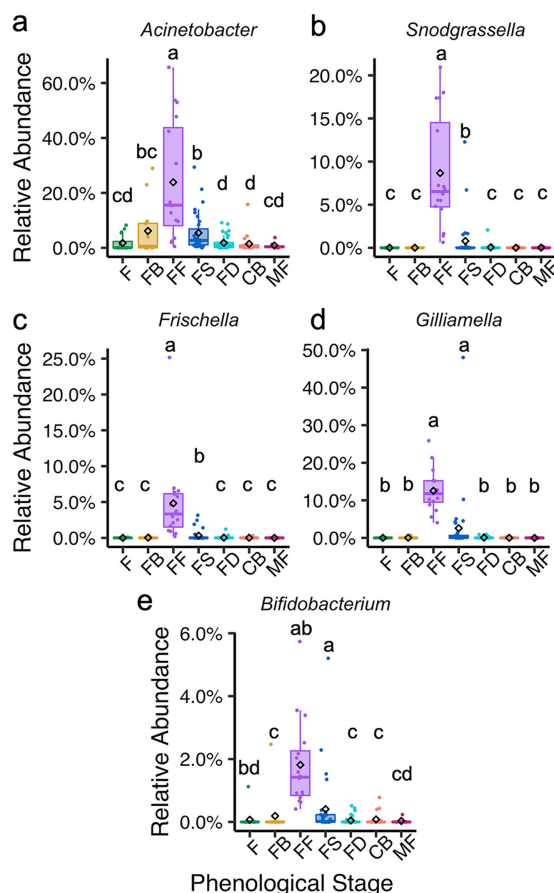 a
Acinetobacter
Relative Abundance
60.0%
40.0%
20.0%
0.0%
cd
bc
a
b
d
d
cd
F
FB
FF
FS
FD
CB
MF
b
Snodgrassella
20.0%
15.0%
10.0%
5.0%
0.0%
c
c
a
b
c
c
c
F
FB
FF
FS
FD
CB
MF
c
Frischella
Relative Abundance
25.0%
20.0%
15.0%
10.0%
5.0%
0.0%
c
c
a
b
c
c
c
F
FB
FF
FS
FD
CB
MF
d
Gilliamella
50.0%
40.0%
30.0%
20.0%
10.0%
0.0%
b
b
a
a
b
b
b
F
FB
FF
FS
FD
CB
MF
e
Bifidobacterium
Relative Abundance
6.0%
4.0%
2.0%
0.0%
bd
c
ab
a
c
c
cd
F
FB
FF
FS
FD
CB
MF
Phenological Stage